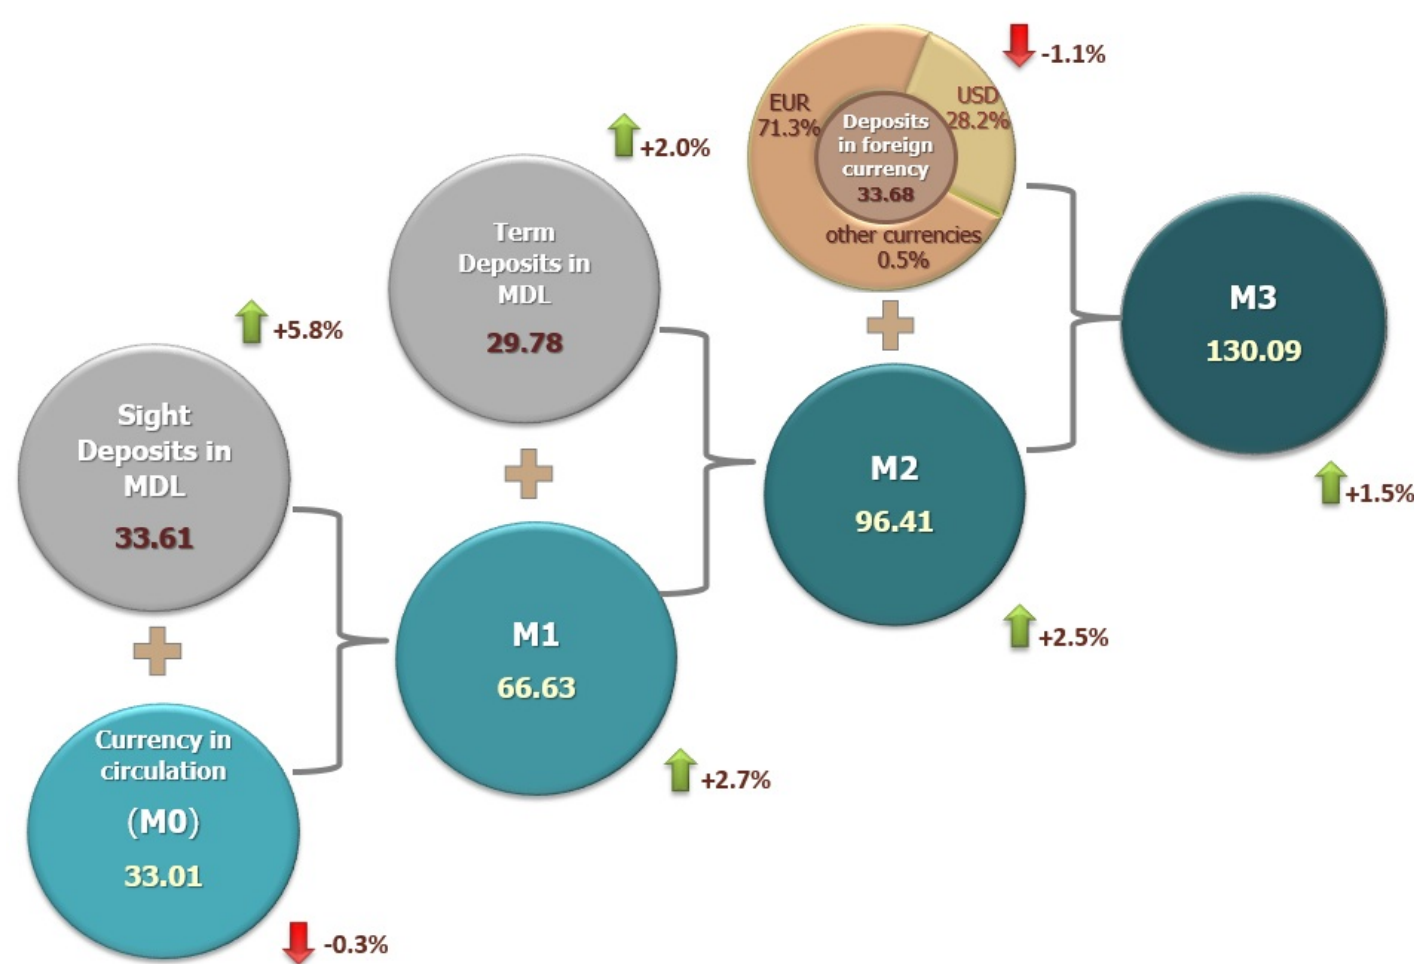 +5.8%
Sight
Deposits in
MDL
33.61
Currency in
circulation
(M0)
33.01
-0.3%
+2.0%
Term
Deposits in
MDL
29.78
M1
66.63
+2.7%
-1.1%
EUR
71.3%
USD
28.2%
Deposits
in foreign
currency
33.68
other currencies
0.5%
M2
96.41
+2.5%
M3
130.09
+1.5%